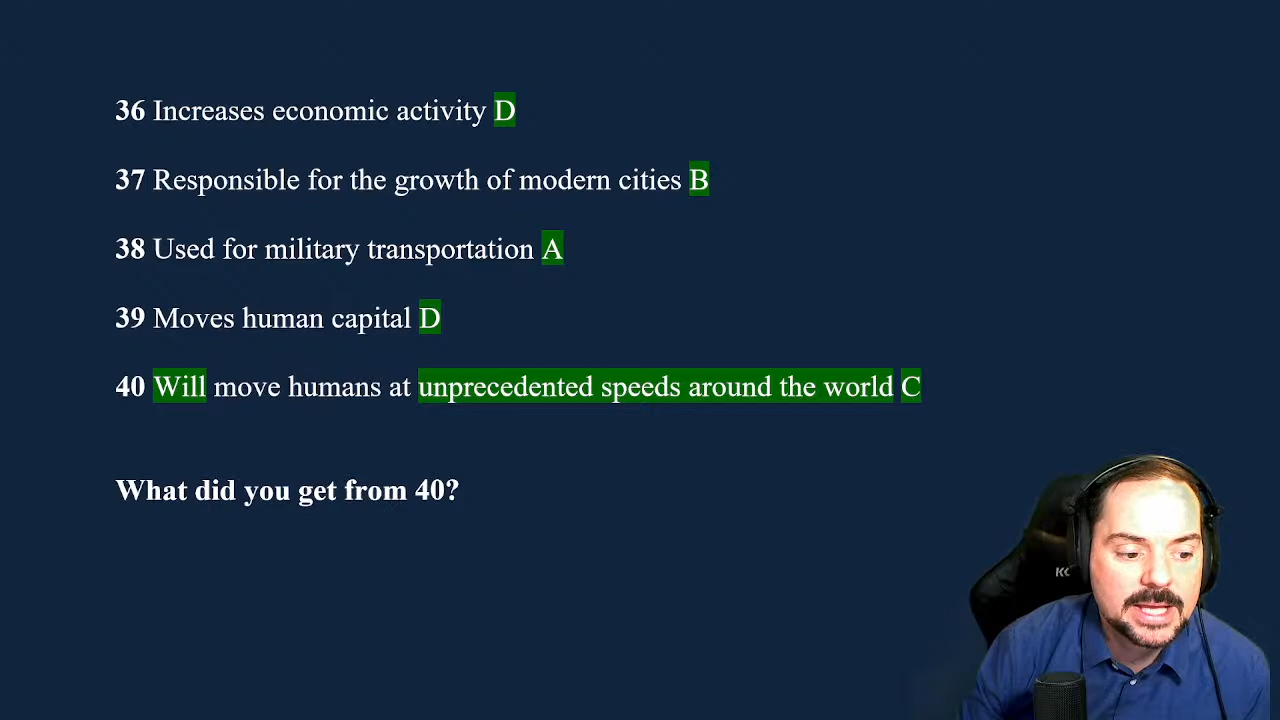 36 Increases economic activity D
37 Responsible for the growth of modern cities B
38 Used for military transportation A
39 Moves human capital D
40 Will move humans at unprecedented speeds around the world C
What did you get from 40?